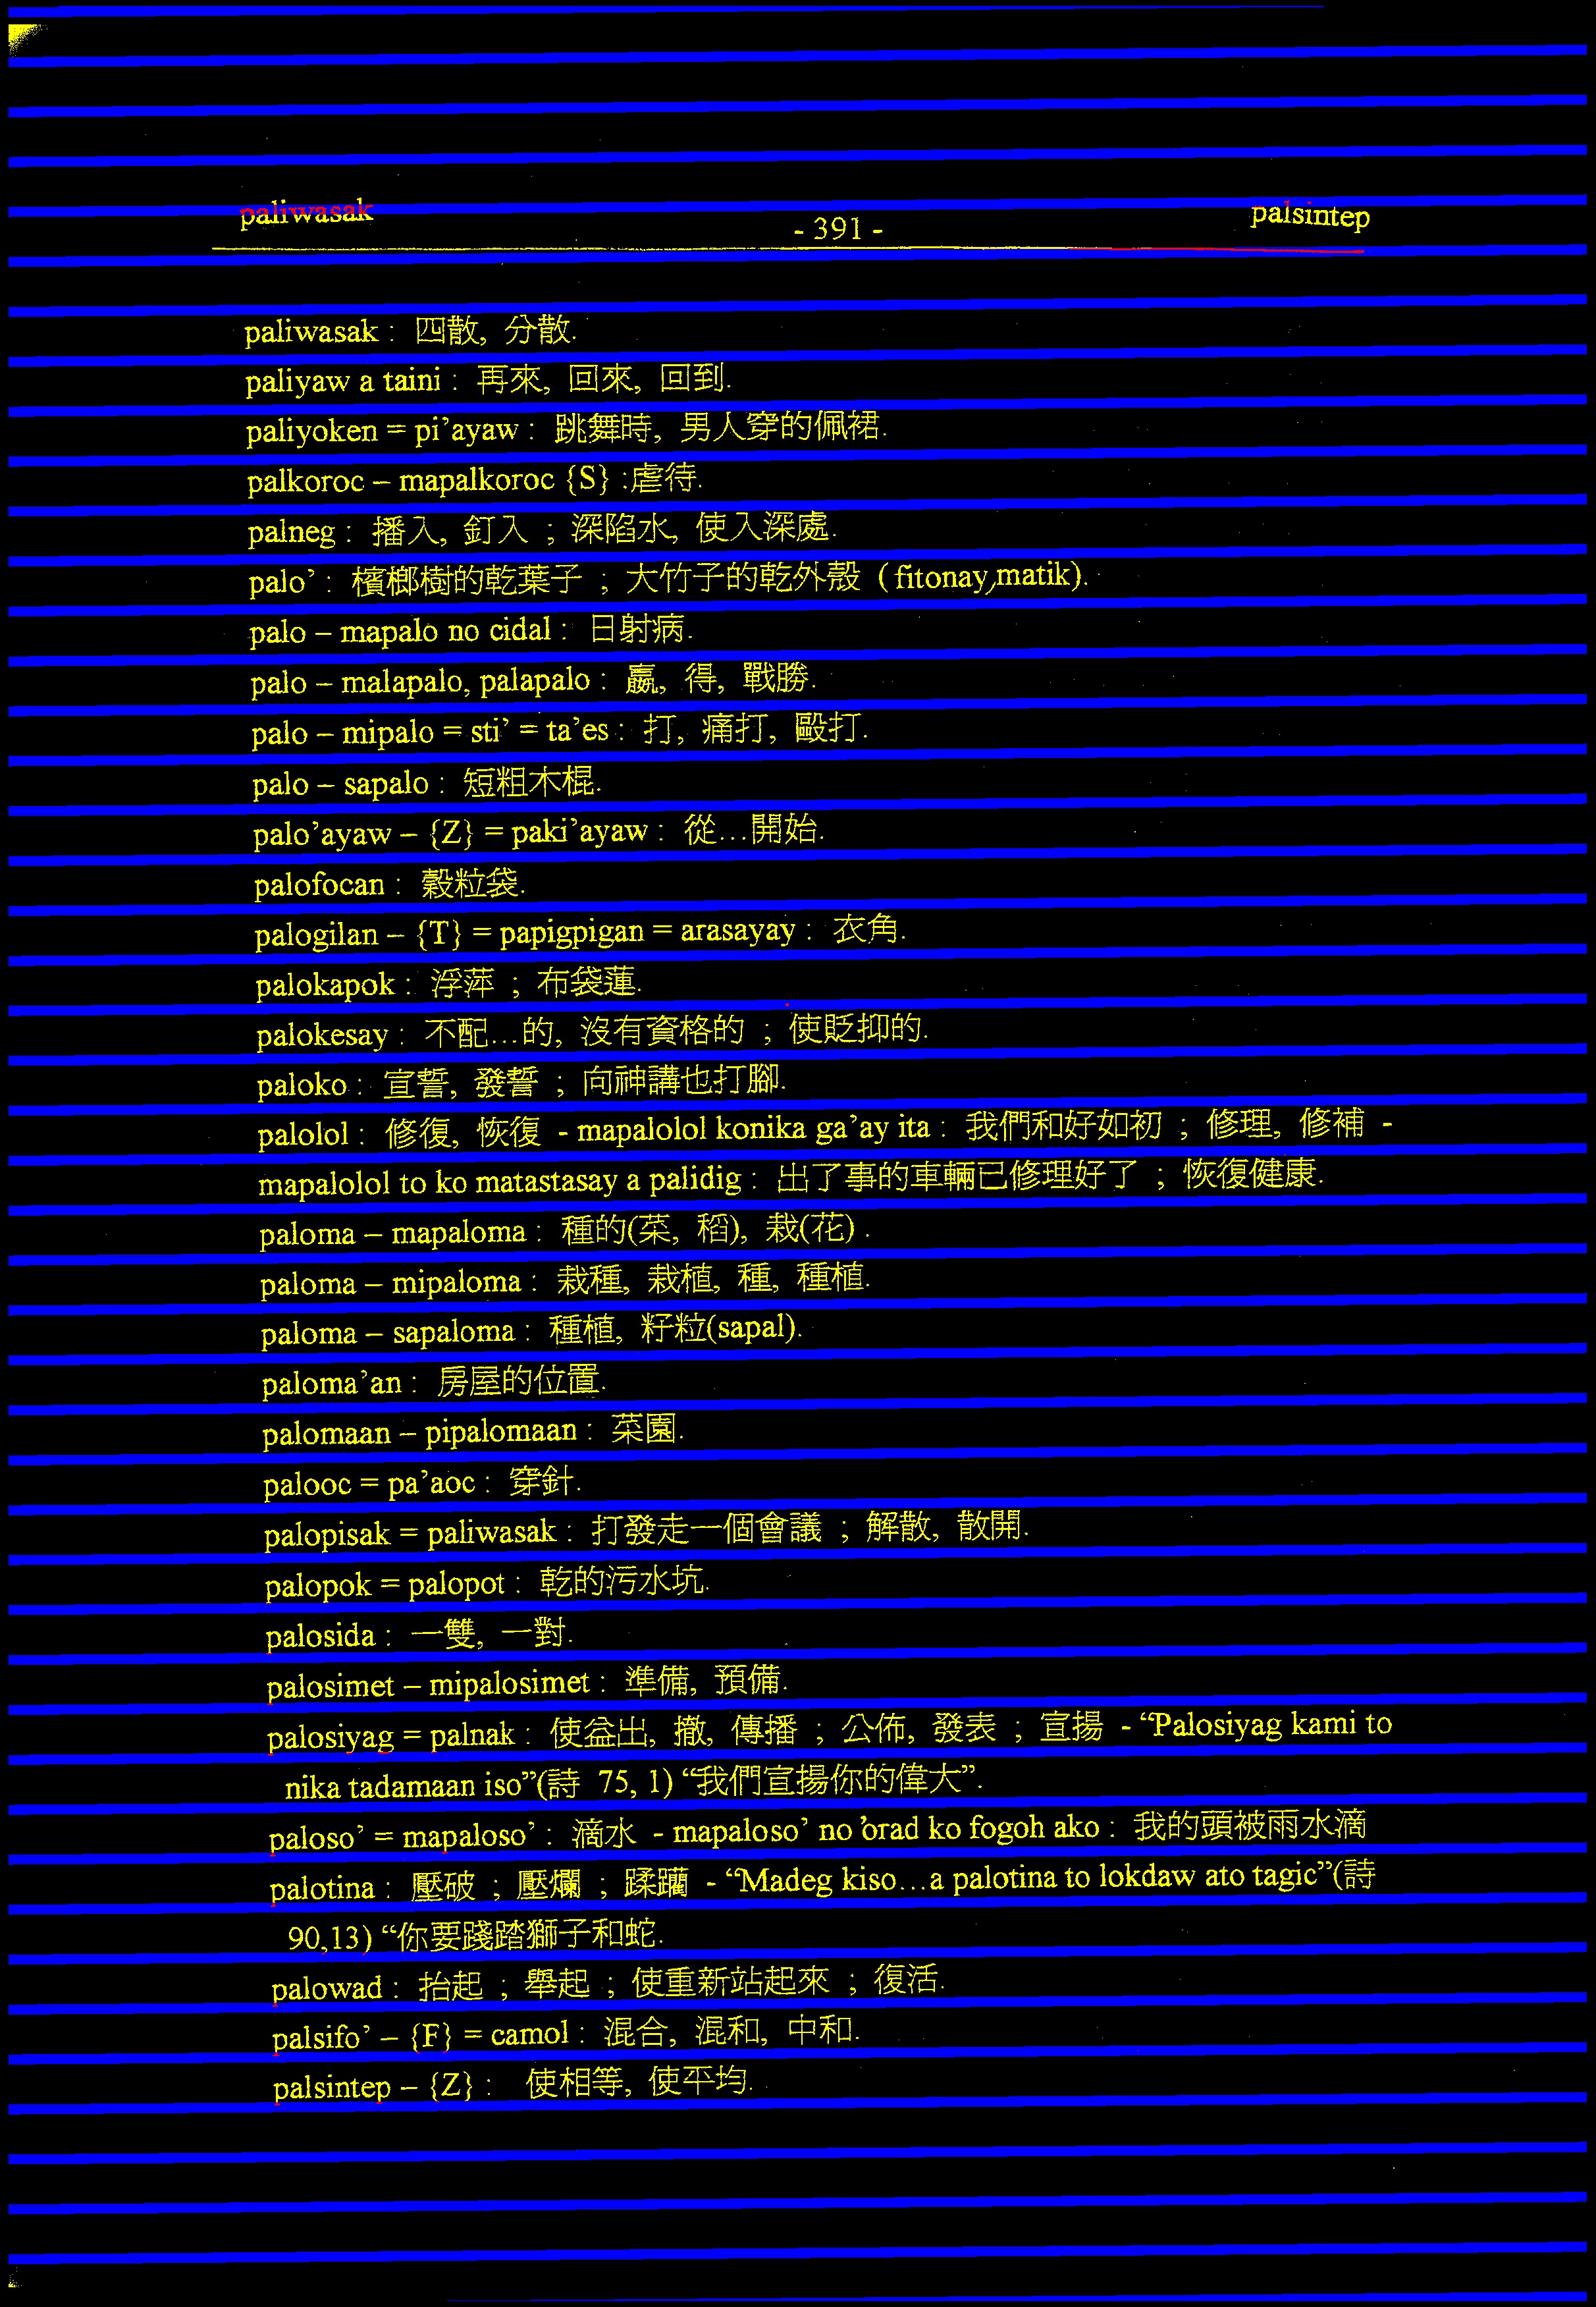 paliwasak - 391 - palsintep
paliwasak : 四散, 分散.
paliyaw a taini : 再來, 回來, 回到.
paliyoken = pi’ayaw : 跳舞時, 男人穿的佩裙.
palkoroc – mapalkoroc {S} :虐待.
palneg : 播入, 釘入 ; 深陷水, 使入深處.
palo’ : 檳榔樹的乾葉子 ; 大竹子的乾外殼 ( fitonay,matik).
palo – mapalo no cidal : 日射病.
palo – malapalo, palapalo : 贏, 得, 戰勝.
palo – mipalo = sti’ = ta’es : 打, 痛打, 毆打.
palo – sapalo : 短粗木棍.
palo’ayaw – {Z} = paki’ayaw : 從…開始.
palofocan : 穀粒袋.
palogilan – {T} = papigpigan = arasayay : 衣角.
palokapok : 浮萍 ; 布袋蓮.
palokesay : 不配…的, 沒有資格的 ; 使貶抑的.
paloko : 宣誓, 發誓 ; 向神講也打腳.
palolol : 修復, 恢復 - mapalolol konika ga’ay ita : 我們和好如初 ; 修理, 修補 -
mapalolol to ko matastasay a palidig : 出了事的車輛已修理好了 ; 恢復健康.
paloma – mapaloma : 種的(菜, 稻), 栽(花) .
paloma – mipaloma : 栽種, 栽植, 種, 種植.
paloma – sapaloma : 種植, 籽粒(sapal).
paloma’an : 房屋的位置.
palomaan – pipalomaan : 菜園.
palooc = pa’aoc : 穿針.
palopisak = paliwasak : 打發走一個會議 ; 解散, 散開.
palopok = palopot : 乾的污水坑.
palosida : 一雙, 一對.
palosimet – mipalosimet : 準備, 預備.
palosiyag = palnak : 使益出, 撤, 傳播 ; 公佈, 發表 ; 宣揚 - “Palosiyag kami to
nika tadamaan iso”(詩 75, 1) “我們宣揚你的偉大”.
paloso’ = mapaloso’ : 滴水 - mapaloso’ no ’orad ko fogoh ako : 我的頭被雨水滴
palotina : 壓破 ; 壓爛 ; 蹂躪 - “Madeg kiso…a palotina to lokdaw ato tagic”(詩
90,13) “你要踐踏獅子和蛇.
palowad : 抬起 ; 舉起 ; 使重新站起來 ; 復活.
palsifo’ – {F} = camol : 混合, 混和, 中和.
palsintep – {Z} : 使相等, 使平均.